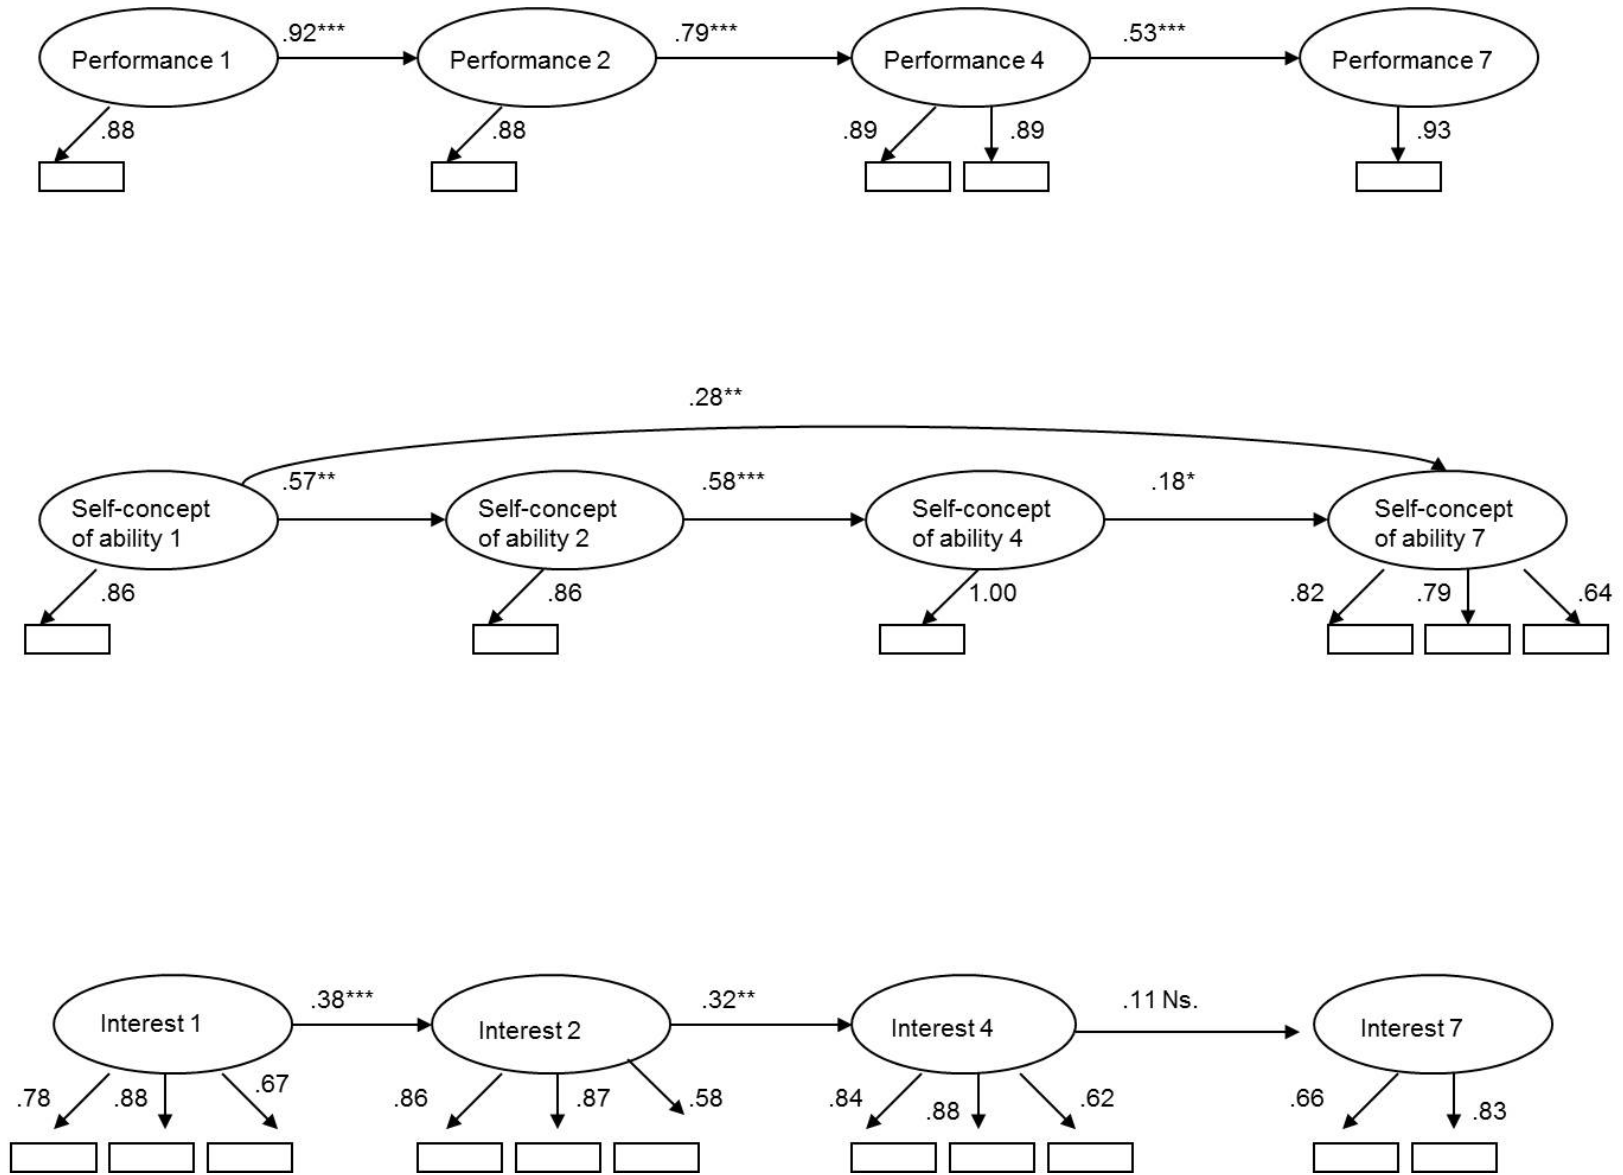 .92***
.79***
.53***
Performance 1
Performance 2
Performance 4
Performance 7
.88
.88
.89
.89
.93
.28**
.57**
.58***
.18*
Self-concept
of ability 1
Self-concept
of ability 2
Self-concept
of ability 4
Self-concept
of ability 7
.86
.86
1.00
.82
.79
.64
.38***
.32**
.11 Ns.
Interest 1
Interest 2
Interest 4
Interest 7
.78
.88
.67
.86
.87
.58
.84
.88
.62
.66
.83